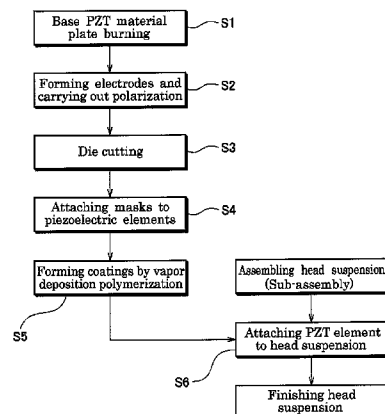 Base PZT material
plate burning
S1
Forming electrodes and
carrying out polarization
S2
Die cutting
S3
Attaching masks to
piezoelectric elements
S4
Forming coatings by vapor
deposition polymerization
S5
Assembling head suspension
(Sub-assembly)
Attaching PZT element
to head suspension
S6
Finishing head
suspension